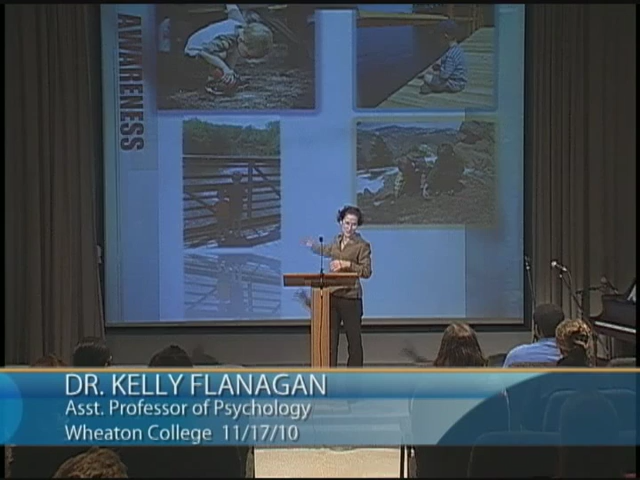 AWARENESS
DR. KELLY FLANAGAN
Asst. Professor of Psychology
Wheaton College 11/17/10